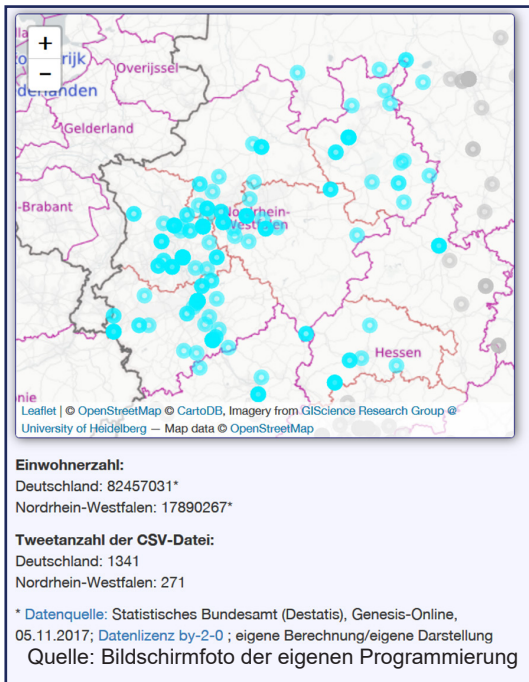 +
−
Overijssel
rijk
derlanden
Gelderland
-Brabant
Nordrhein-
Westfalen
Hessen
nie
Leaflet | © OpenStreetMap © CartoDB, Imagery from GIScience Research Group @
University of Heidelberg — Map data © OpenStreetMap
Einwohnerzahl:
Deutschland: 82457031*
Nordrhein-Westfalen: 17890267*
Tweetanzahl der CSV-Datei:
Deutschland: 1341
Nordrhein-Westfalen: 271
* Datenquelle: Statistisches Bundesamt (Destatis), Genesis-Online,
05.11.2017; Datenlizenz by-2-0 ; eigene Berechnung/eigene Darstellung
Quelle: Bildschirmfoto der eigenen Programmierung